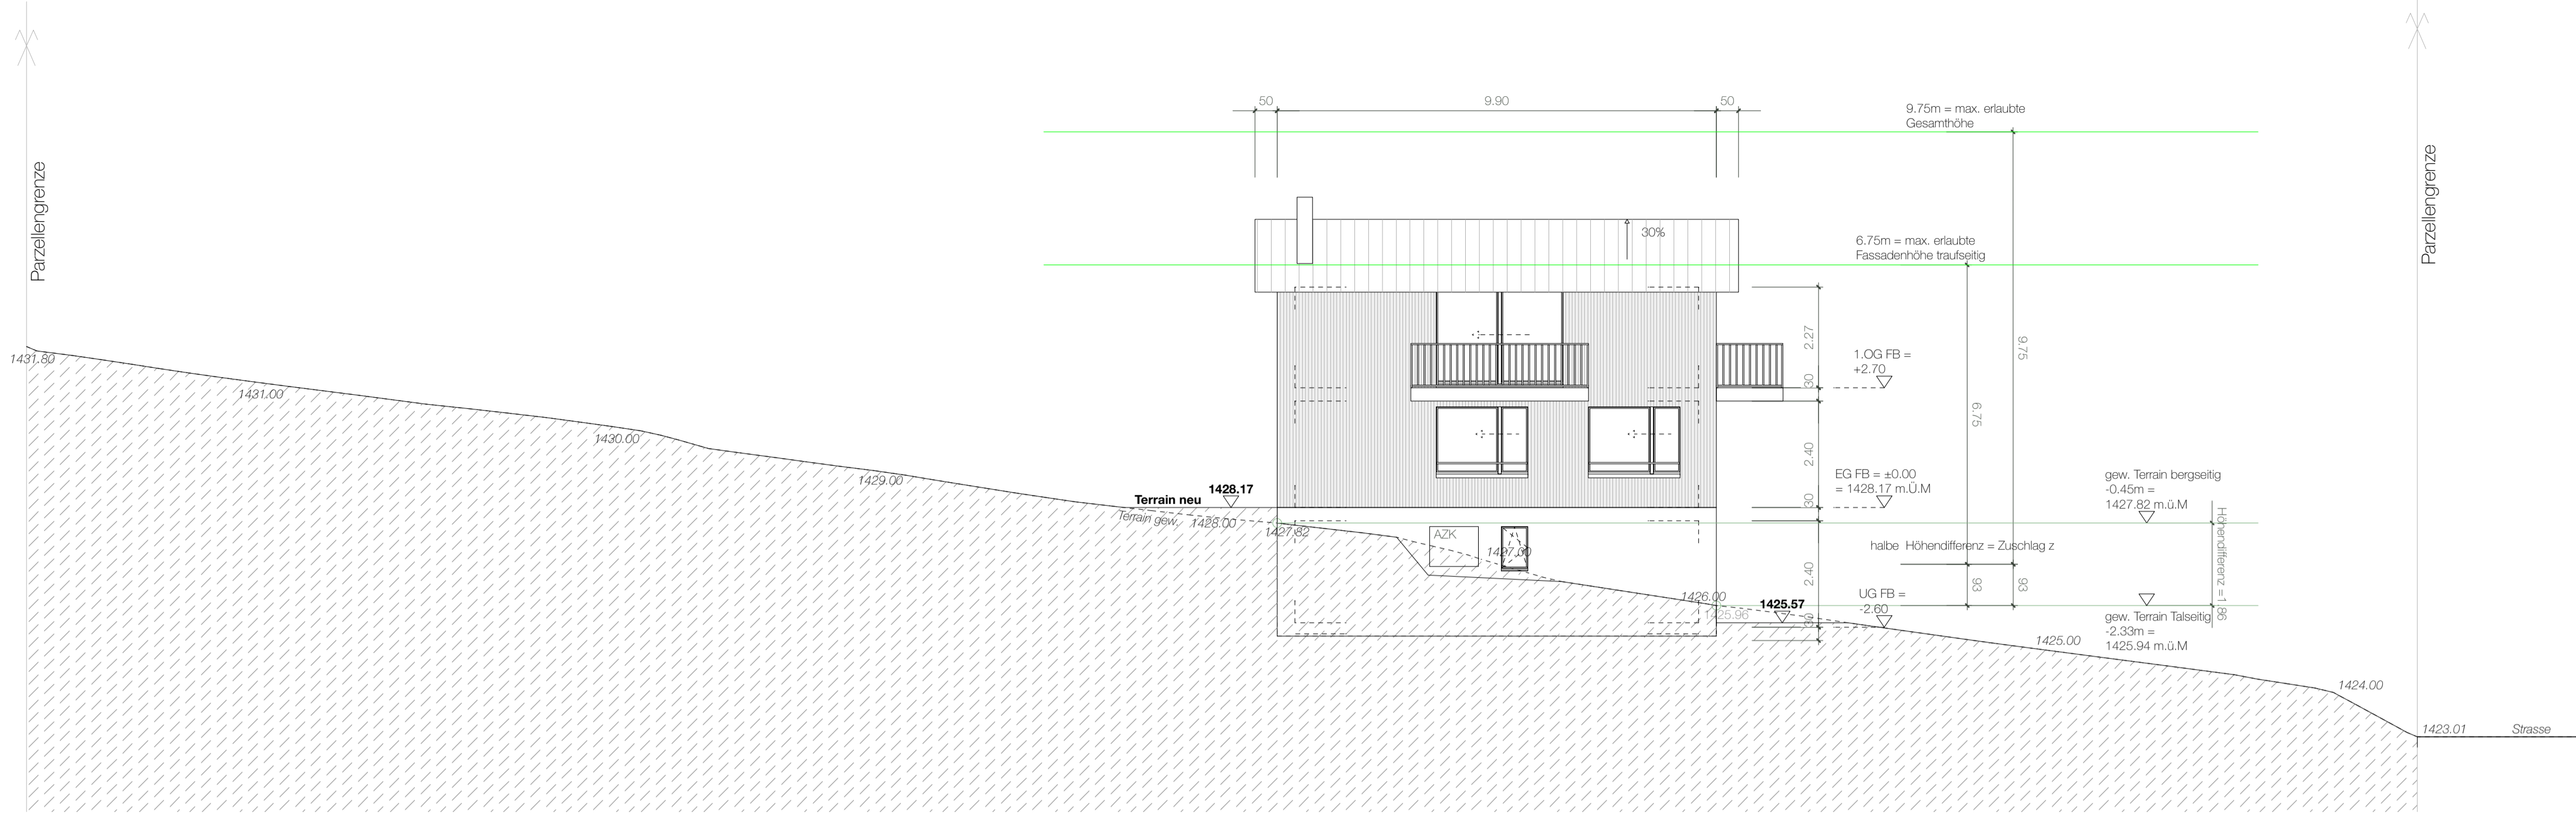 50
9.90
50
9.75m = max. erlaubte
Gesamthöhe
Parzellengrenze
Parzellengrenze
30%
6.75m = max. erlaubte
Fassadenhöhe traufseitig
2.27
9.75
1431.80
1.OG FB =
+2.70
30
1431.00
6.75
1430.00
2.40
1429.00
EG FB = ±0.00
= 1428.17 m.Ü.M
gew. Terrain bergseitig
-0.45m =
1427.82 m.ü.M
1428.17
Terrain neu
30
Terrain gew.
1428.00
1427.82
AZK
1427.00
halbe Höhendifferenz = Zuschlag z
Höhendifferenz = 1.86
2.40
93
93
UG FB =
-2.60
1426.00
1425.96
1425.57
30
gew. Terrain Talseitig
-2.33m =
1425.94 m.ü.M
1425.00
1424.00
1423.01
Strasse